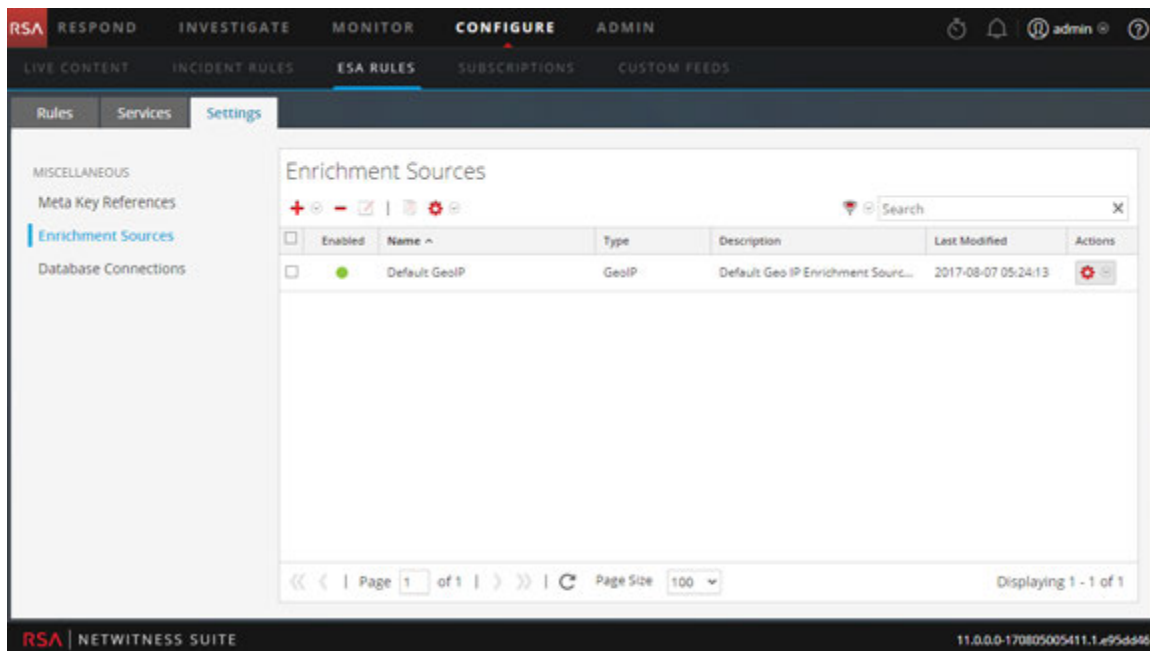 RSA RESPOND INVESTIGATE MONITOR CONFIGURE ADMIN admin
LIVE CONTENT INCIDENT RULES ESA RULES SUBSCRIPTIONS CUSTOM FEEDS
Rules Services Settings
MISCELLANEOUS
Meta Key References
Enrichment Sources
Database Connections
Enrichment Sources
Search
Enabled Name Type Description Last Modified Actions
Default GeoIP GeoIP Default Geo IP Enrichment Sourc... 2017-08-07 05:24:13
Page 1 of 1 Page Size 100 Displaying 1 - 1 of 1
RSA NETWITNESS SUITE 11.0.0.0-170805005411.1.e95dd46